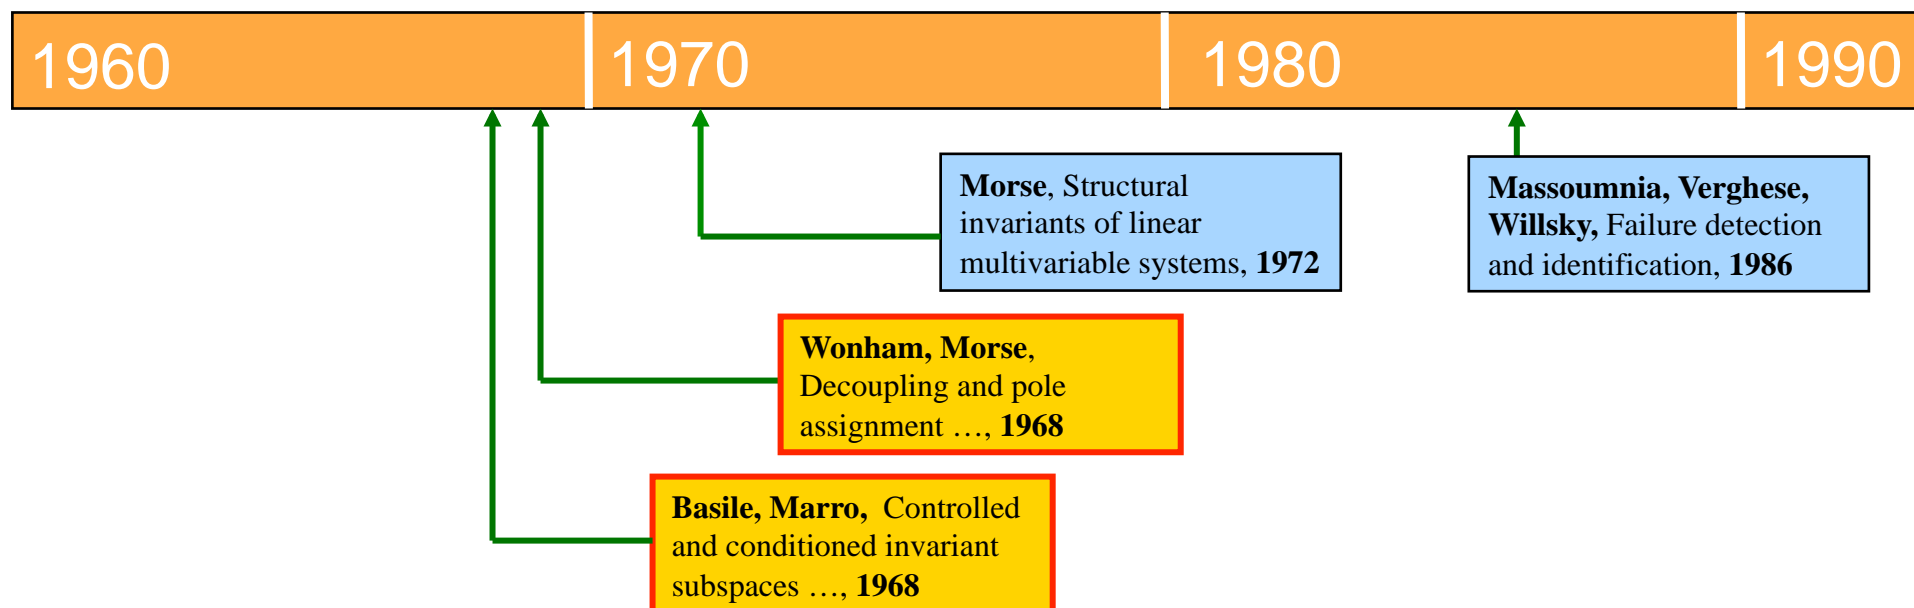 1960 1970 1980 1990
Morse, Structural
invariants of linear
multivariable systems, 1972
Massoumnia, Verghese,
Willsky, Failure detection
and identification, 1986
Wonham, Morse,
Decoupling and pole
assignment …, 1968
Basile, Marro, Controlled
and conditioned invariant
subspaces …, 1968